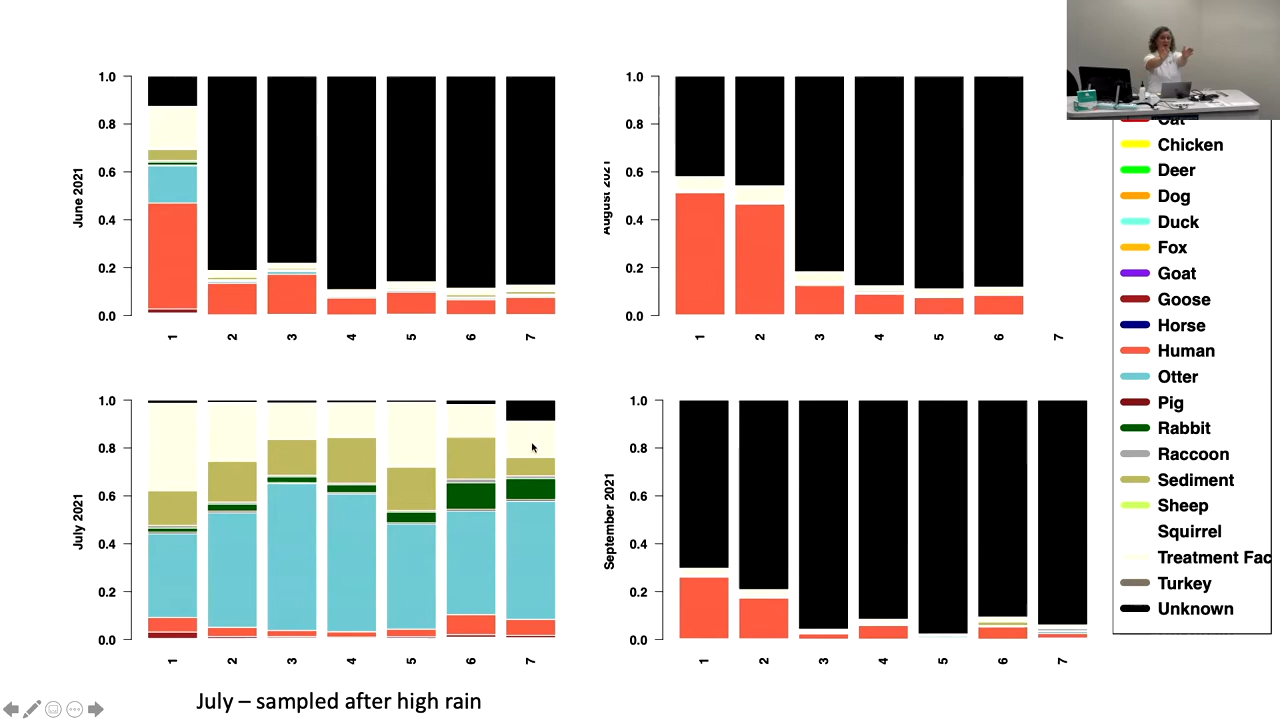 June 2021
1.0
0.8
0.6
0.4
0.2
0.0
1 2 3 4 5 6 7
August 2021
1.0
0.8
0.6
0.4
0.2
0.0
1 2 3 4 5 6 7
July 2021
1.0
0.8
0.6
0.4
0.2
0.0
1 2 3 4 5 6 7
September 2021
1.0
0.8
0.6
0.4
0.2
0.0
1 2 3 4 5 6 7
Cat
Chicken
Deer
Dog
Duck
Fox
Goat
Goose
Horse
Human
Otter
Pig
Rabbit
Raccoon
Sediment
Sheep
Squirrel
Treatment Fac
Turkey
Unknown
July – sampled after high rain